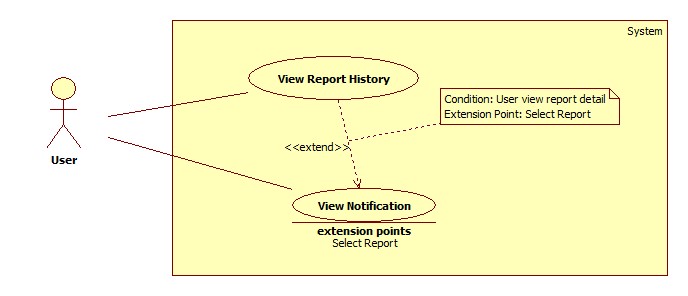 System
View Report History
Condition: User view report detail
Extension Point: Select Report
<<extend>>
User
View Notification
extension points
Select Report